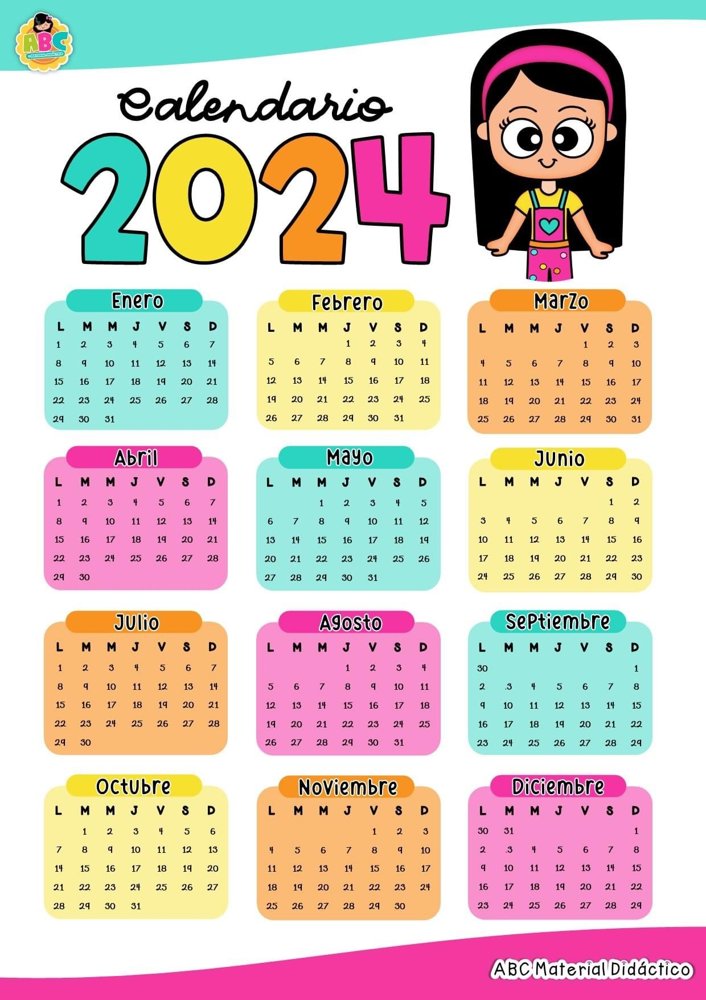 ABC
MATERIAL DIDÁCTICO
Calendario
2024
Enero
L M M J V S D
1 2 3 4 5 6 7
8 9 10 11 12 13 14
15 16 17 18 19 20 21
22 23 24 25 26 27 28
29 30 31
Febrero
L M M J V S D
1 2 3 4
5 6 7 8 9 10 11
12 13 14 15 16 17 18
19 20 21 22 23 24 25
26 27 28 29 30 31
Marzo
L M M J V S D
1 2 3
4 5 6 7 8 9 10
11 12 13 14 15 16 17
18 19 20 21 22 23 24
25 26 27 28 29 30 31
Abril
L M M J V S D
1 2 3 4 5 6 7
8 9 10 11 12 13 14
15 16 17 18 19 20 21
22 23 24 25 26 27 28
29 30
Mayo
L M M J V S D
1 2 3 4 5
6 7 8 9 10 11 12
13 14 15 16 17 18 19
20 21 22 23 24 25 26
27 28 29 30 31
Junio
L M M J V S D
1 2
3 4 5 6 7 8 9
10 11 12 13 14 15 16
17 18 19 20 21 22 23
24 25 26 27 28 29 30
Julio
L M M J V S D
1 2 3 4 5 6 7
8 9 10 11 12 13 14
15 16 17 18 19 20 21
22 23 24 25 26 27 28
29 30
Agosto
L M M J V S D
1 2 3 4
5 6 7 8 9 10 11
12 13 14 15 16 17 18
19 20 21 22 23 24 25
26 27 28 29 30 31
Septiembre
L M M J V S D
30 1
2 .3 4 5 6 7 8
9 10 11 12 13 14 15
16 17 18 19 20 21 22
23 24 25 26 27 28 29
Octubre
L M M J V S D
1 2 3 4 5 6
7 8 9 10 11 12 13
14 15 16 17 18 19 20
21 22 23 24 25 26 27
28 29 30 31
Noviembre
L M M J V S D
1 2 3
4 5 6 7 8 9 10
11 12 13 14 15 16 17
18 19 20 21 22 23 24
25 26 27 28 29 30
Diciembre
L M M J V S D
30 31 1
2 .3 4 5 6 7 8
9 10 11 12 13 14 15
16 17 18 19 20 21 22
23 24 25 26 27 28 29
ABC Material Didáctico